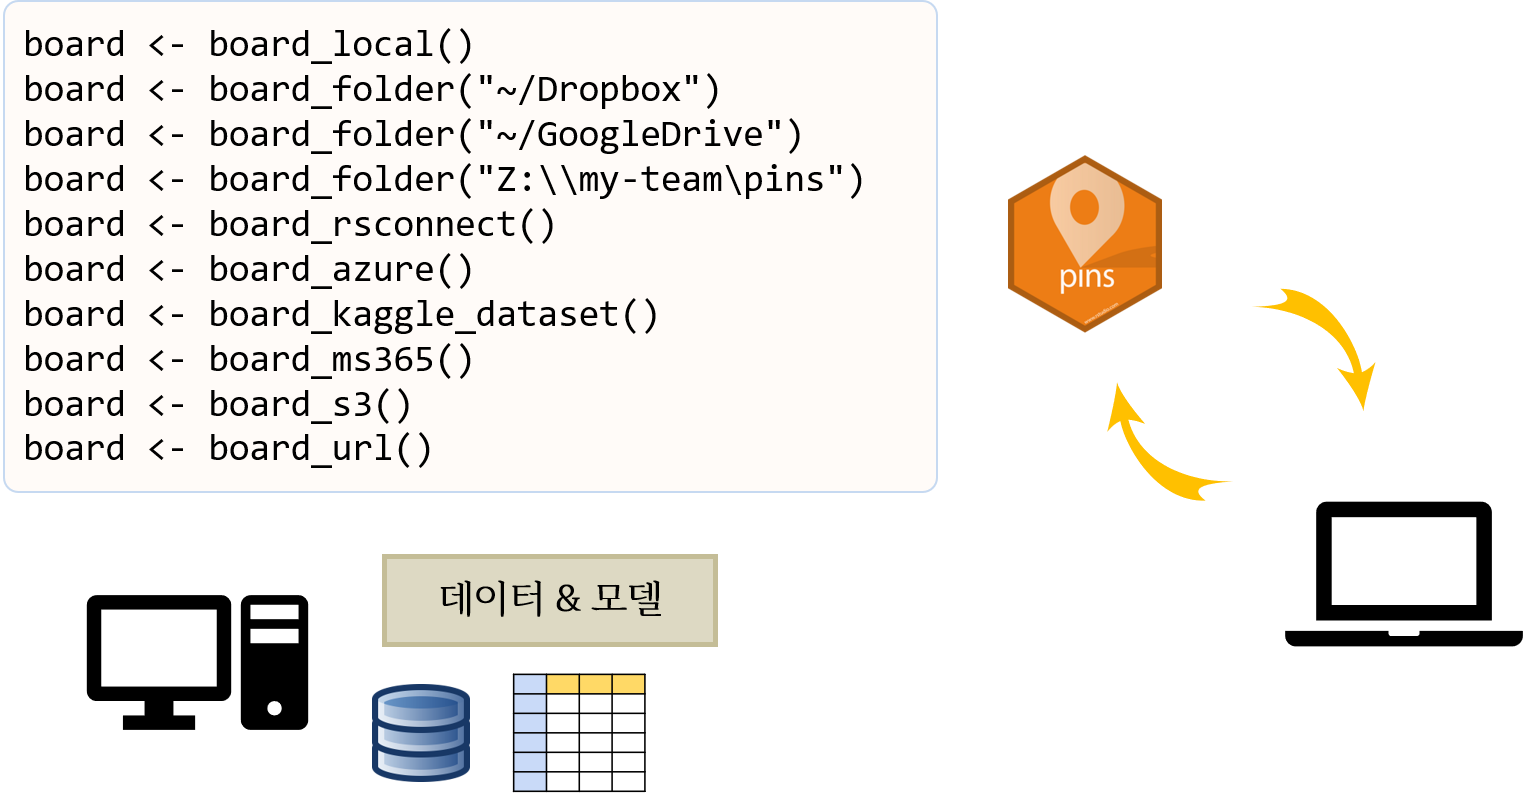 board <- board_local()
board <- board_folder("~/Dropbox")
board <- board_folder("~/GoogleDrive")
board <- board_folder("Z:\\my-team\pins")
board <- board_rsconnect()
board <- board_azure()
board <- board_kaggle_dataset()
board <- board_ms365()
board <- board_s3()
board <- board_url()
pins
데이터 & 모델